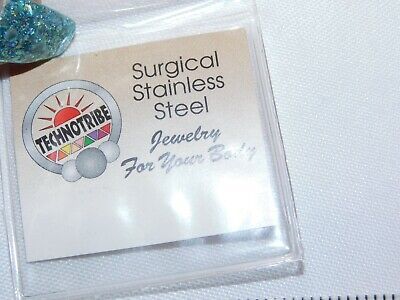 TECHNOTRIBE
Surgical
Stainless
Steel
Jewelry
For Your Body